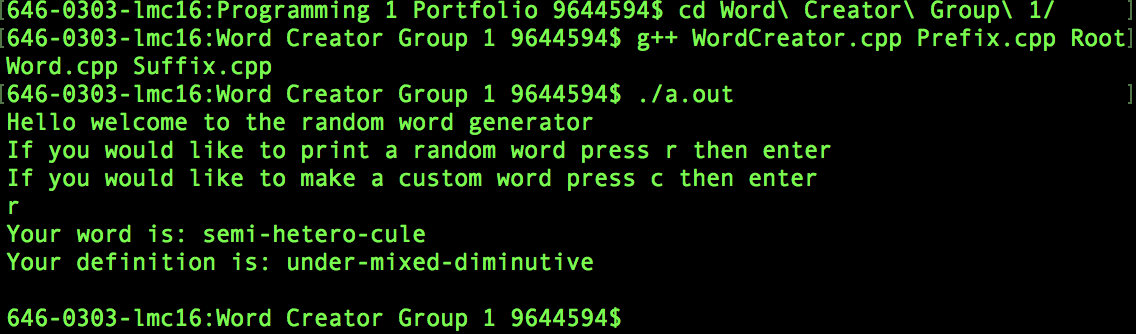 [646-0303-lmc16:Programming 1 Portfolio 9644594$ cd Word\ Creator\ Group\ 1/ ]
[646-0303-lmc16:Word Creator Group 1 9644594$ g++ WordCreator.cpp Prefix.cpp Root]
Word.cpp Suffix.cpp
[646-0303-lmc16:Word Creator Group 1 9644594$ ./a.out ]
Hello welcome to the random word generator
If you would like to print a random word press r then enter
If you would like to make a custom word press c then enter
r
Your word is: semi-hetero-cule
Your definition is: under-mixed-diminutive
646-0303-lmc16:Word Creator Group 1 9644594$